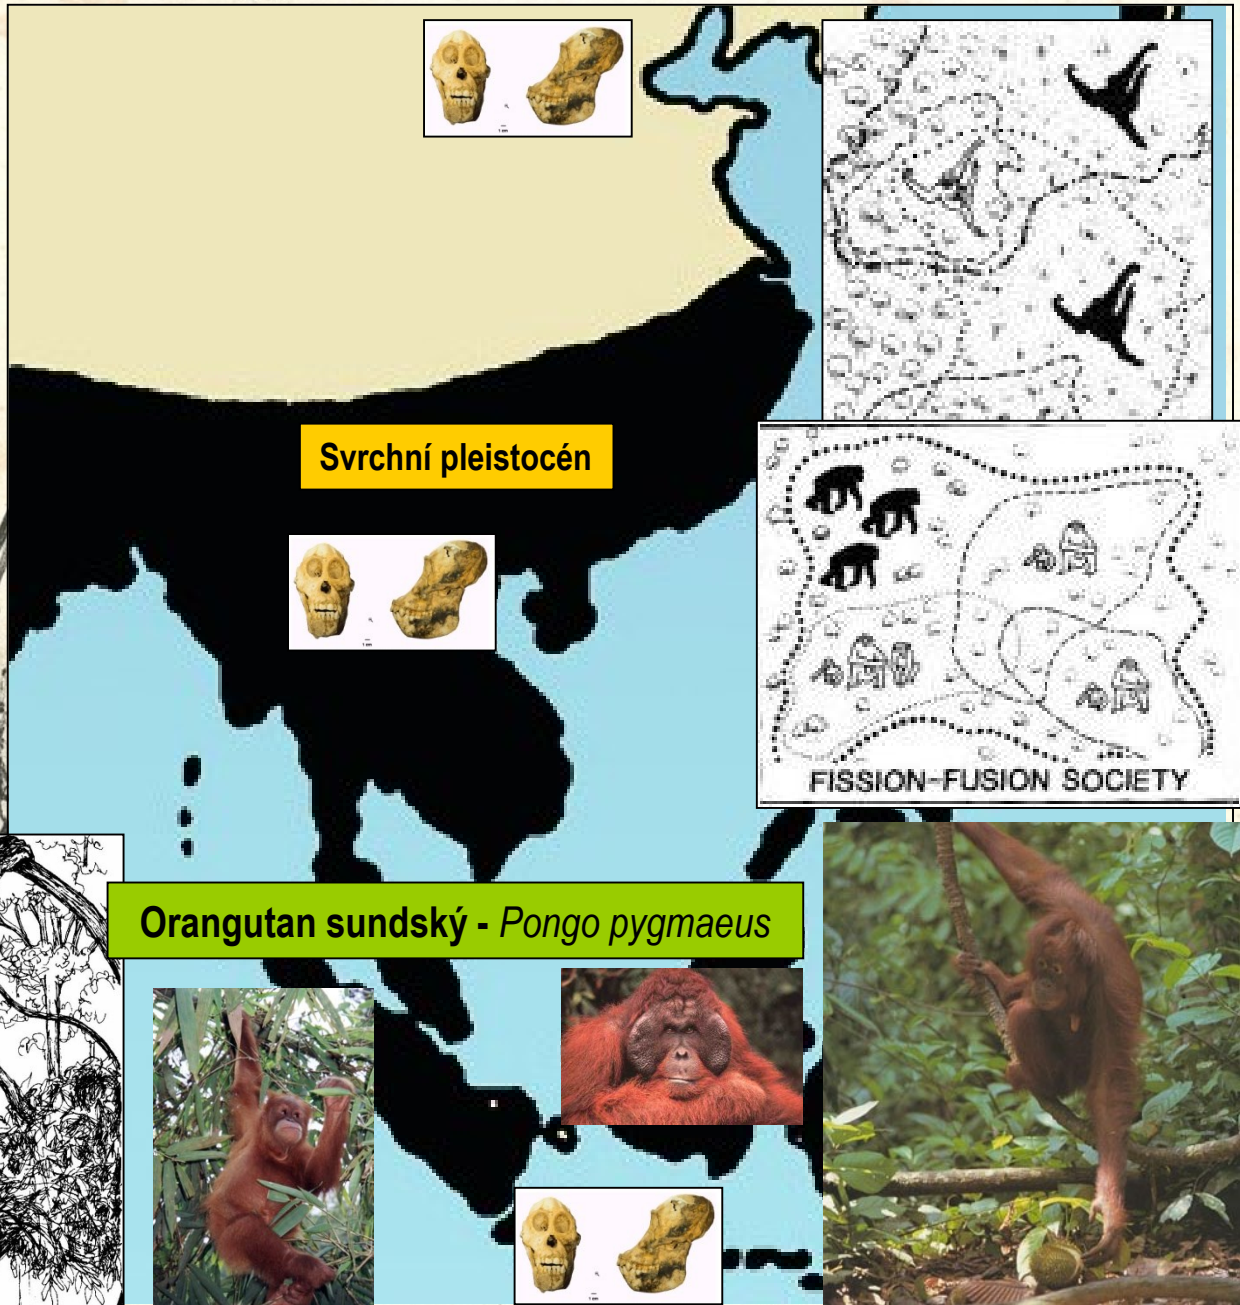 Svrchní pleistocén
FISSION-FUSION SOCIETY
Orangutan sundský - Pongo pygmaeus